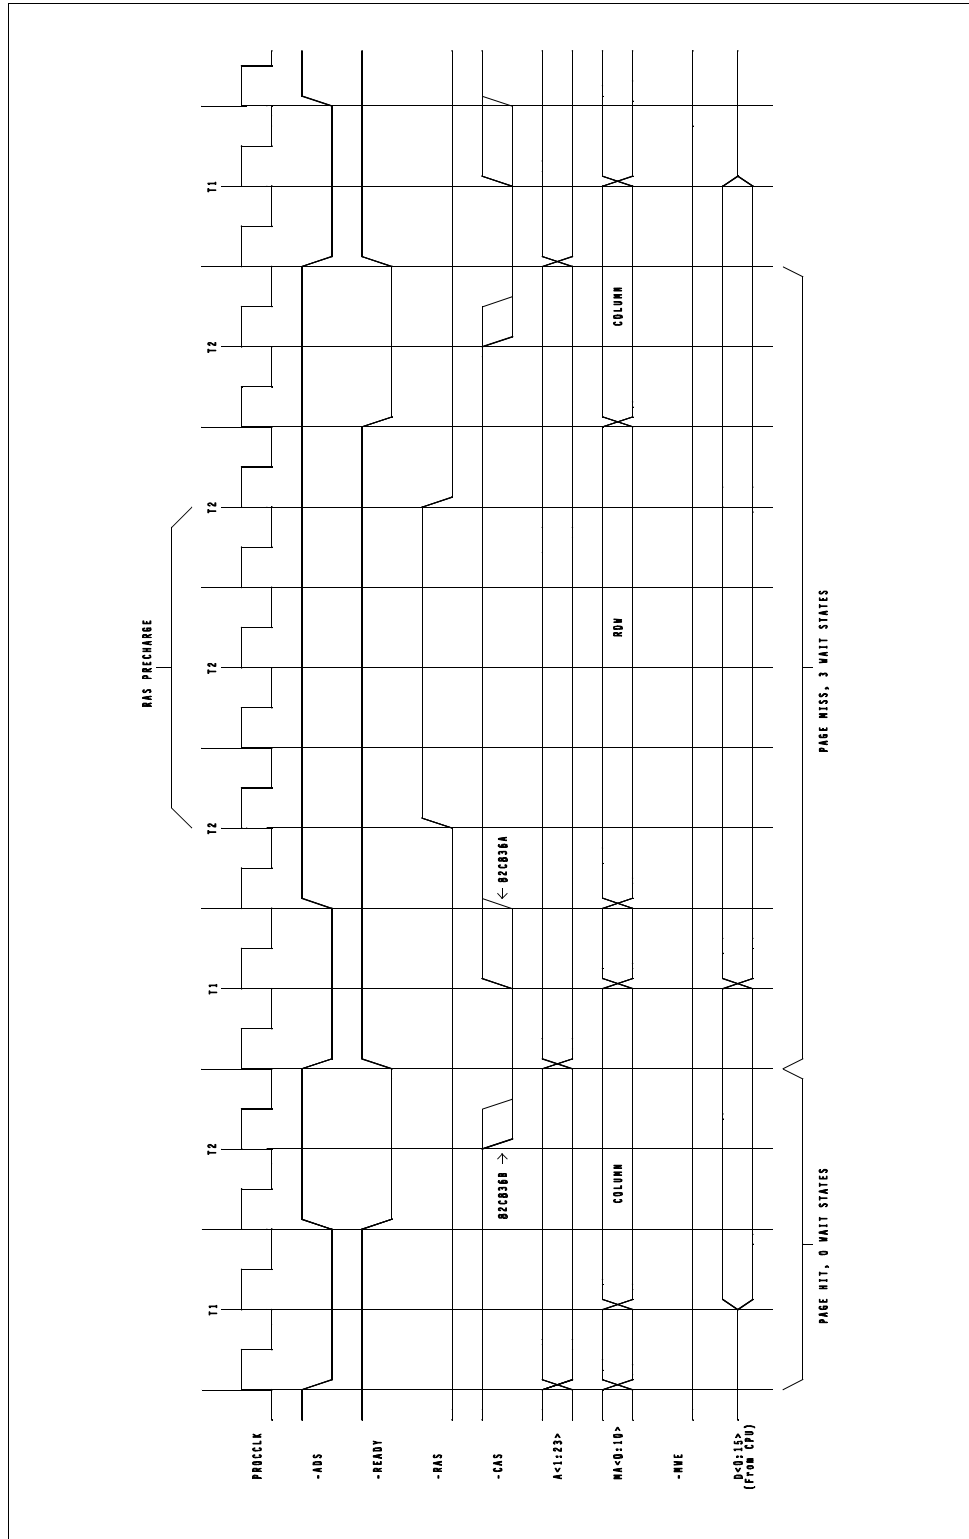 RAS PRECHARGE
T1 T2 T1 T2 T2 T2 T2 T1
PROCCLK
-ADS
-READY
-RAS
-CAS
82C836B →
← 82C836A
A<1:23>
MA<0:10>
COLUMN ROW COLUMN
-MWE
D<0:15>
(From CPU)
PAGE HIT, 0 WAIT STATES
PAGE MISS, 3 WAIT STATES